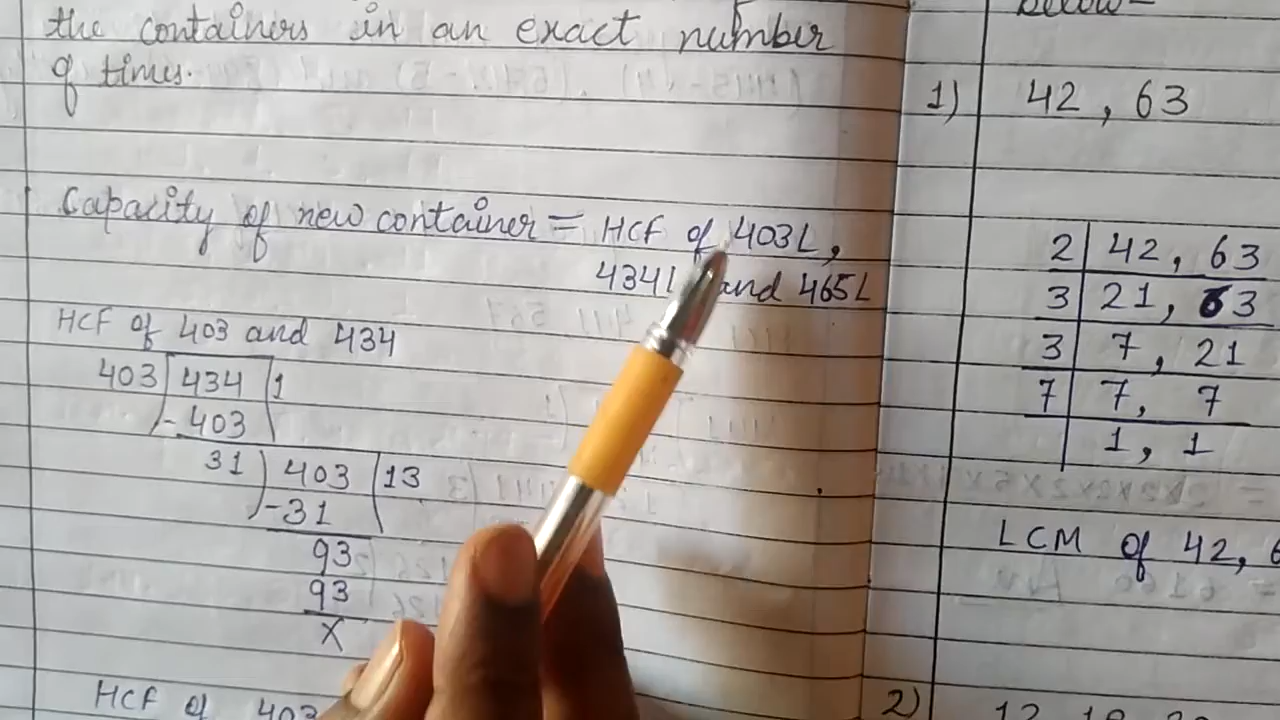 the containers in an exact number
of times.
Capacity of new container = HCF of 403L,
434L and 465L
HCF of 403 and 434
403 434 1
- 403
31 403 13
-31
93
93
X
HCF of 403
below-
1) 42, 63
2 42, 63
3 21, 63
3 7, 21
7 7, 7
1, 1
LCM of 42, 6
2)